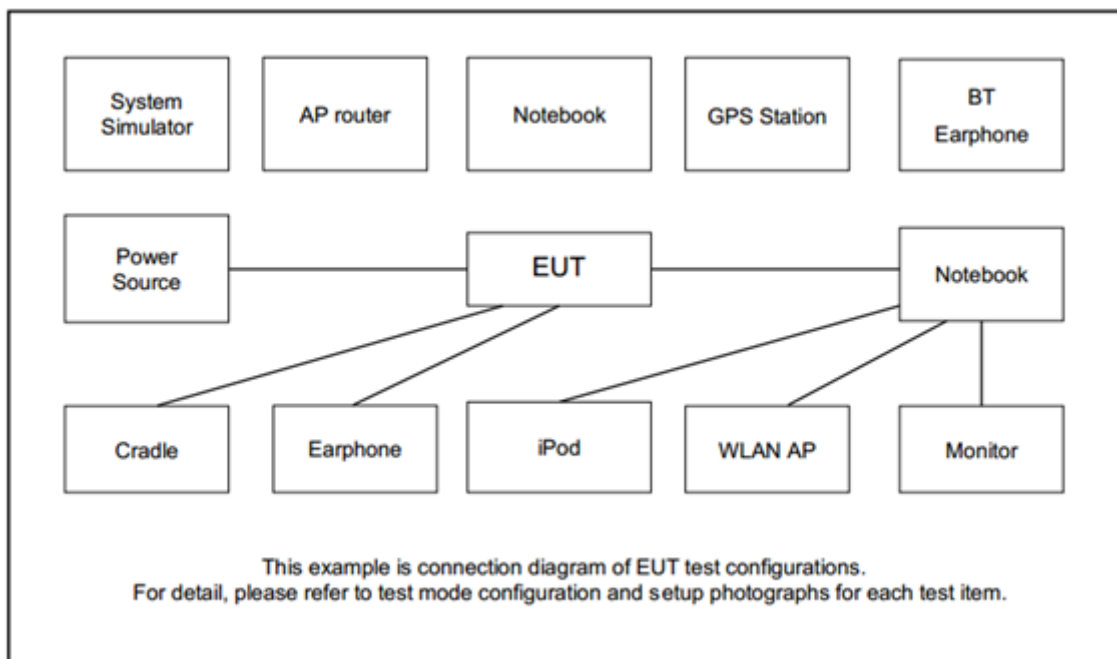 System
Simulator
AP router
Notebook
GPS Station
BT
Earphone
Power
Source
EUT
Notebook
Cradle
Earphone
iPod
WLAN AP
Monitor
This example is connection diagram of EUT test configurations.
For detail, please refer to test mode configuration and setup photographs for each test item.